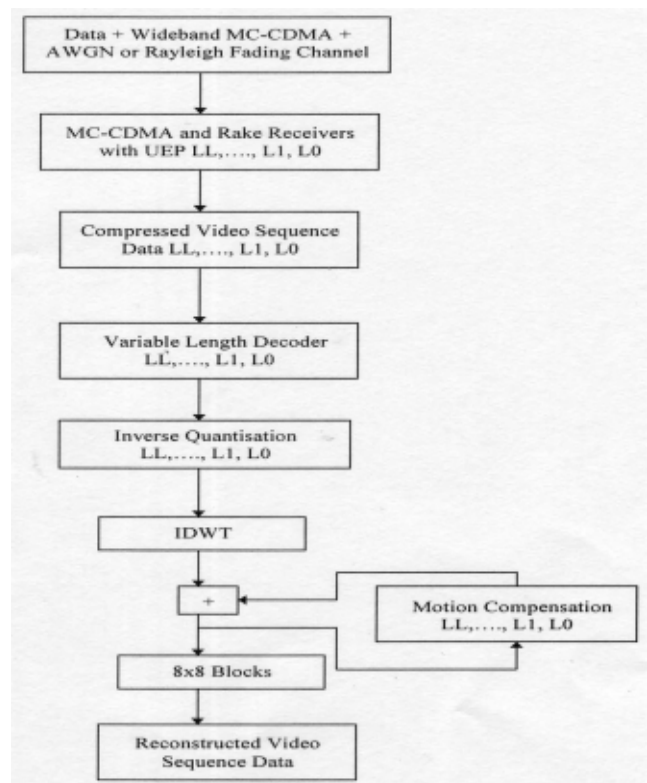 Data + Wideband MC-CDMA +
AWGN or Rayleigh Fading Channel
MC-CDMA and Rake Receivers
with UEP LL,...., L1, L0
Compressed Video Sequence
Data LL,...., L1, L0
Variable Length Decoder
LL,...., L1, L0
Inverse Quantisation
LL,...., L1, L0
IDWT
+
Motion Compensation
LL,...., L1, L0
8x8 Blocks
Reconstructed Video
Sequence Data